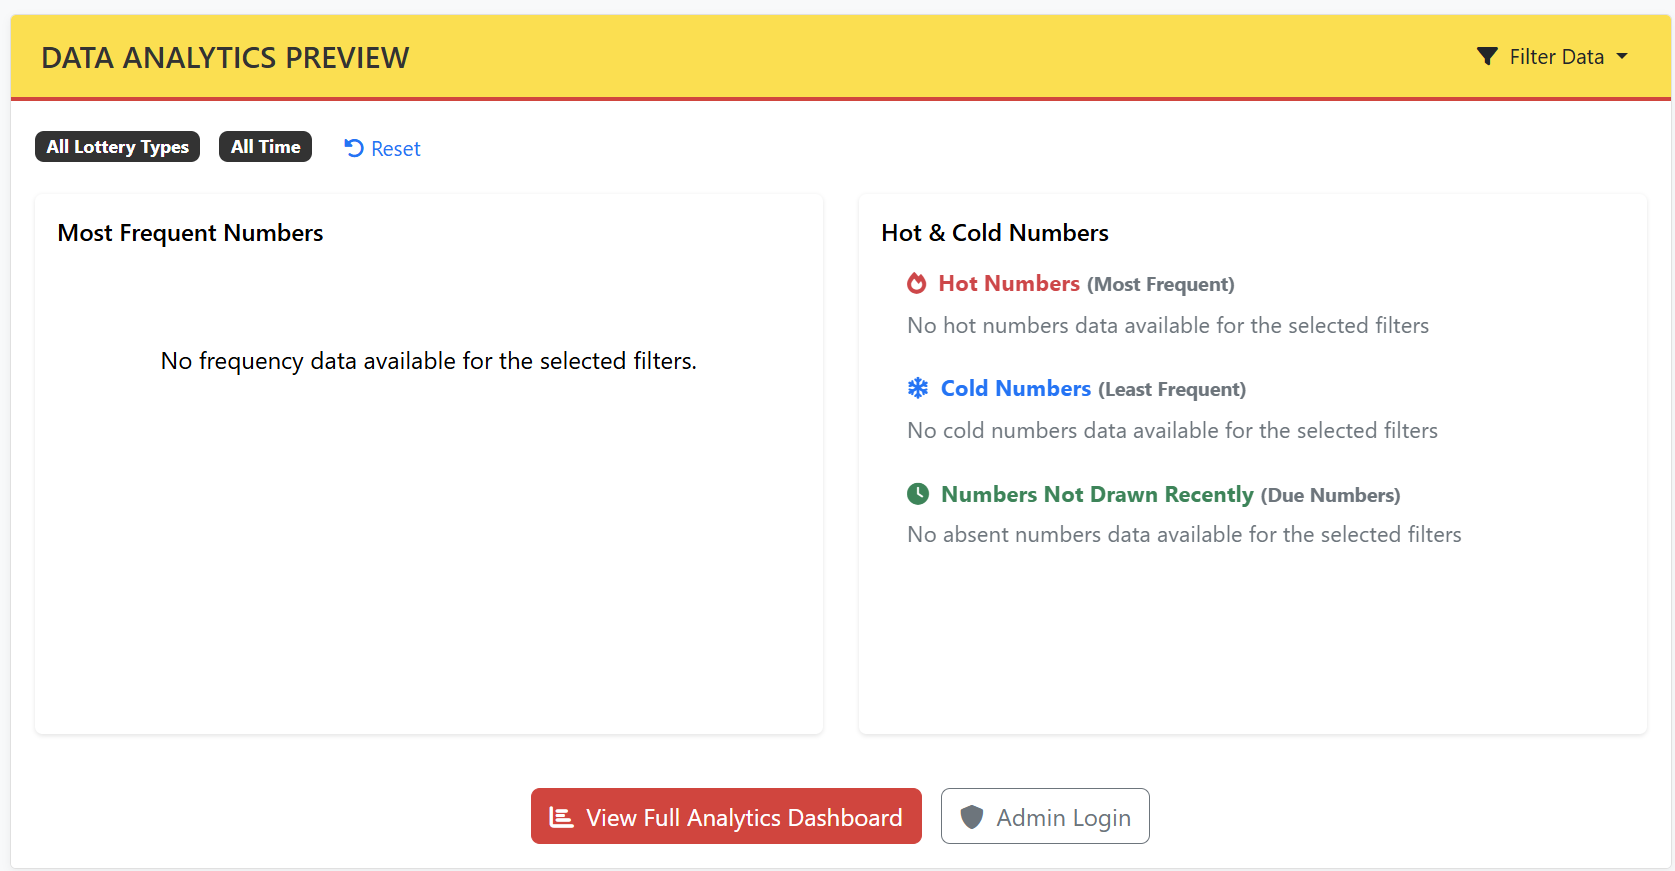 DATA ANALYTICS PREVIEW
Filter Data
All Lottery Types
All Time
Reset
Most Frequent Numbers
No frequency data available for the selected filters.
Hot & Cold Numbers
Hot Numbers (Most Frequent)
No hot numbers data available for the selected filters
Cold Numbers (Least Frequent)
No cold numbers data available for the selected filters
Numbers Not Drawn Recently (Due Numbers)
No absent numbers data available for the selected filters
View Full Analytics Dashboard
Admin Login